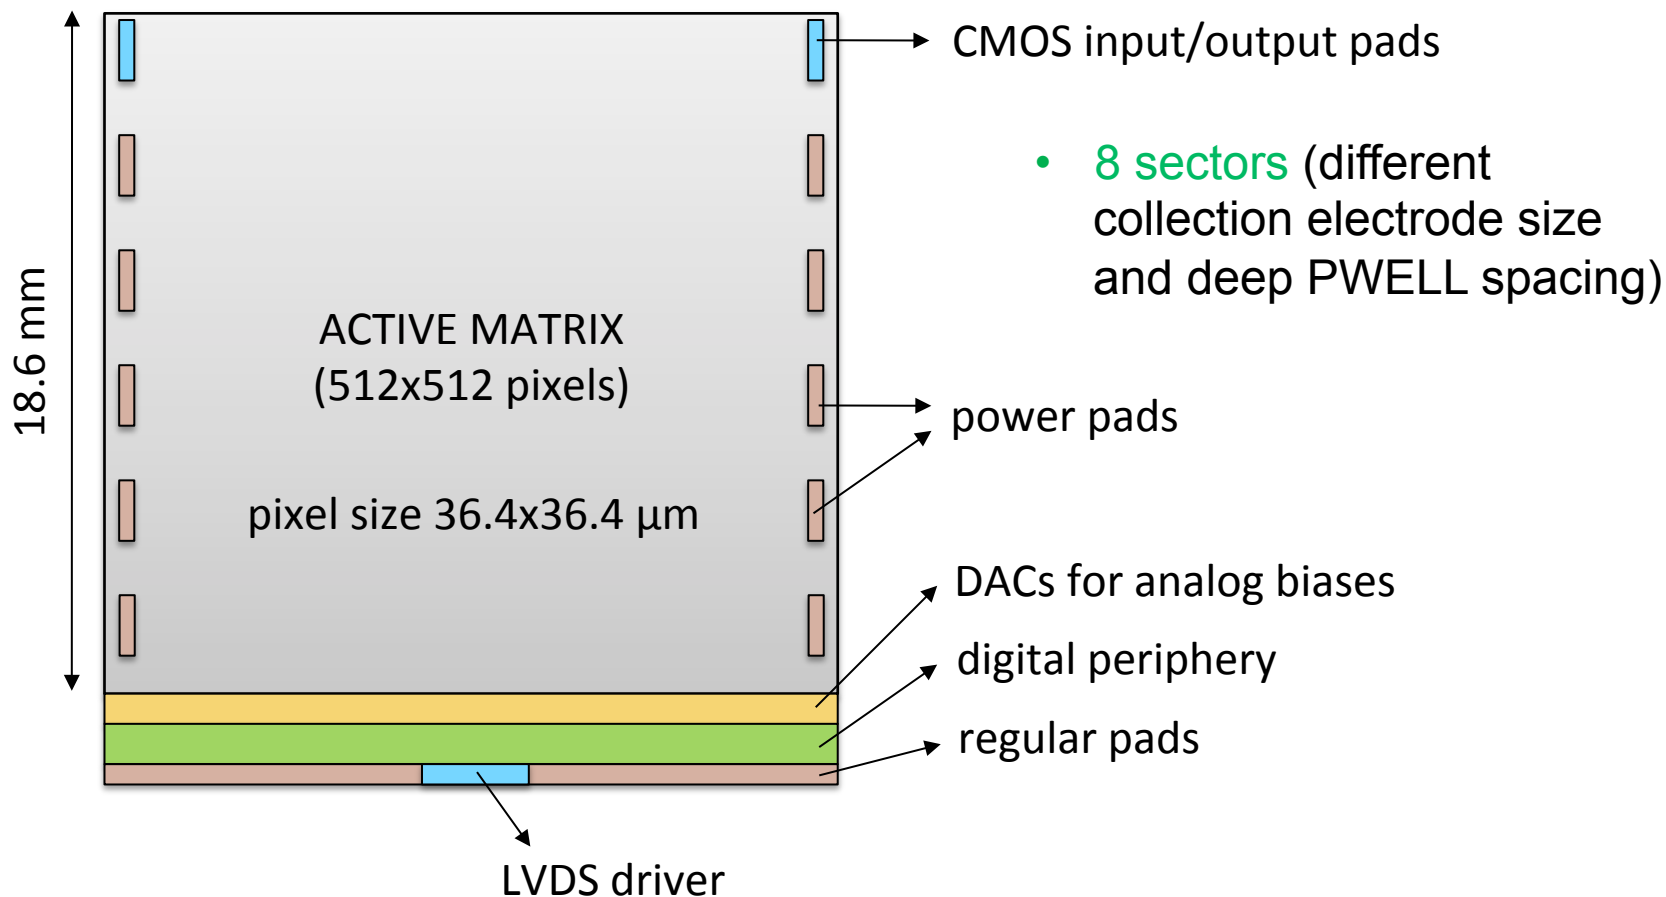 CMOS input/output pads
• 8 sectors (different
collection electrode size
and deep PWELL spacing)
18.6 mm
ACTIVE MATRIX
(512x512 pixels)
power pads
pixel size 36.4x36.4 µm
DACs for analog biases
digital periphery
regular pads
LVDS driver